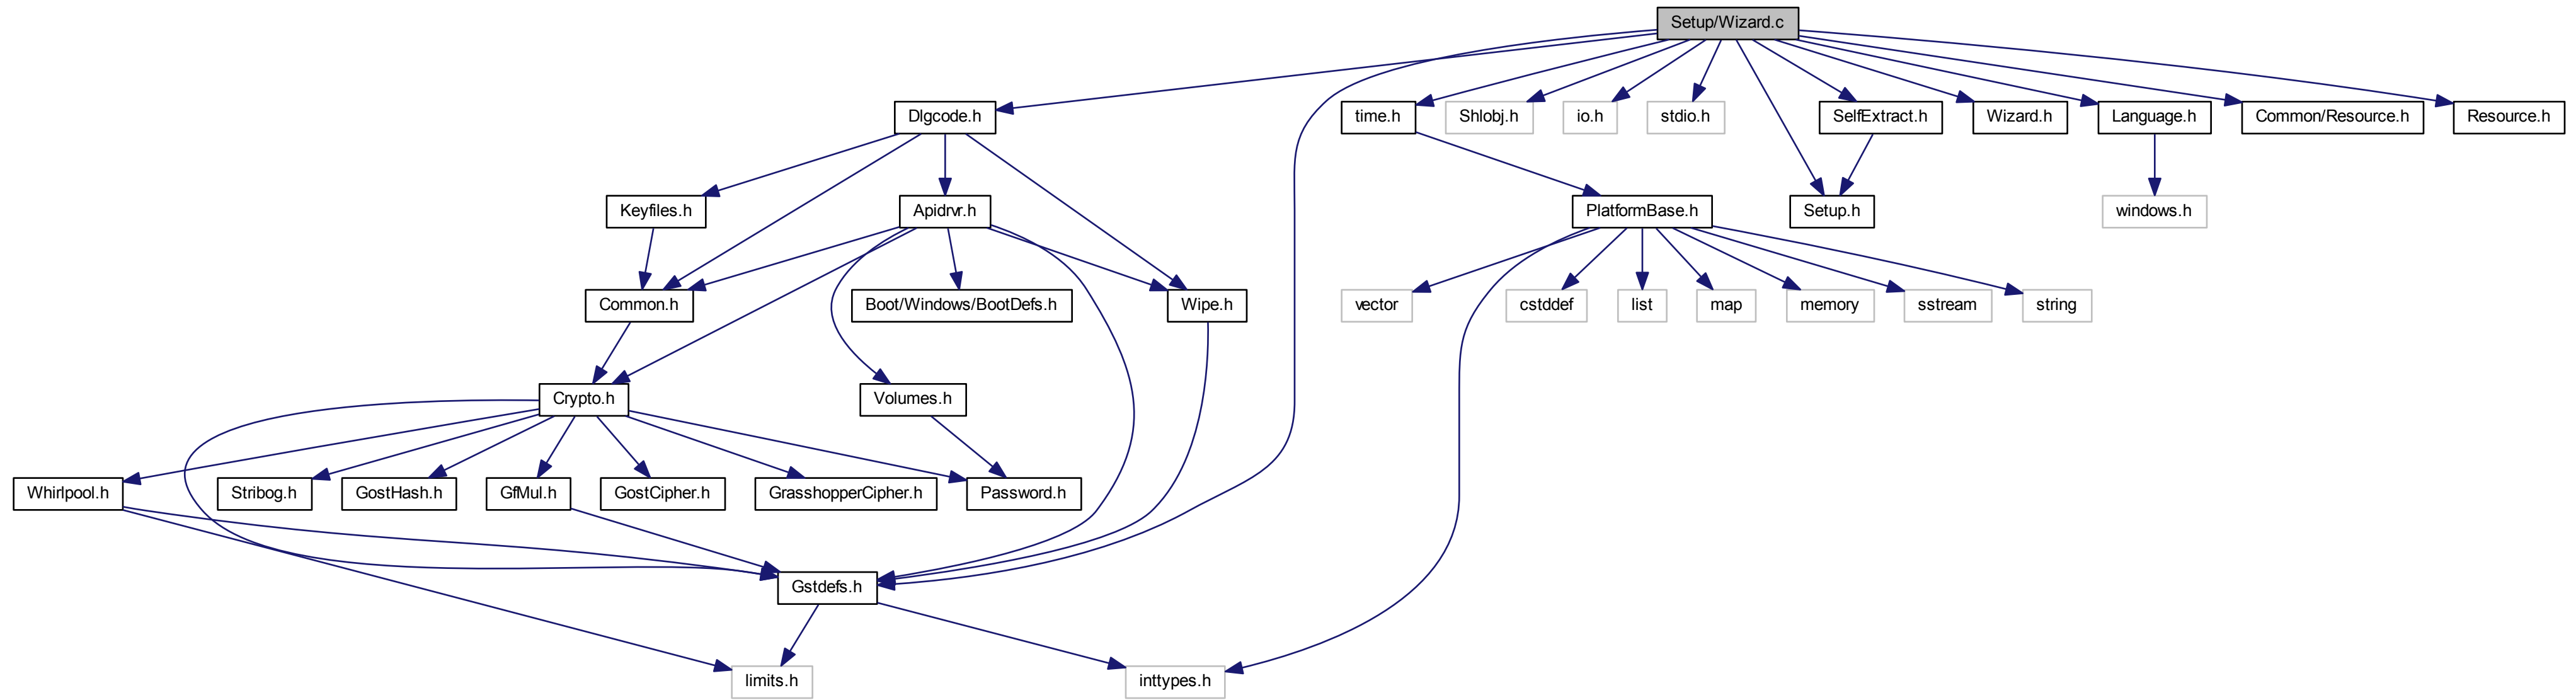 Setup/Wizard.c
Dlgcode.h
time.h
Shlobj.h
io.h
stdio.h
SelfExtract.h
Wizard.h
Language.h
Common/Resource.h
Resource.h
Keyfiles.h
Apidrvr.h
PlatformBase.h
Setup.h
windows.h
Common.h
Boot/Windows/BootDefs.h
Wipe.h
vector
cstddef
list
map
memory
sstream
string
Crypto.h
Volumes.h
Whirlpool.h
Stribog.h
GostHash.h
GfMul.h
GostCipher.h
GrasshopperCipher.h
Password.h
Gstdefs.h
limits.h
inttypes.h